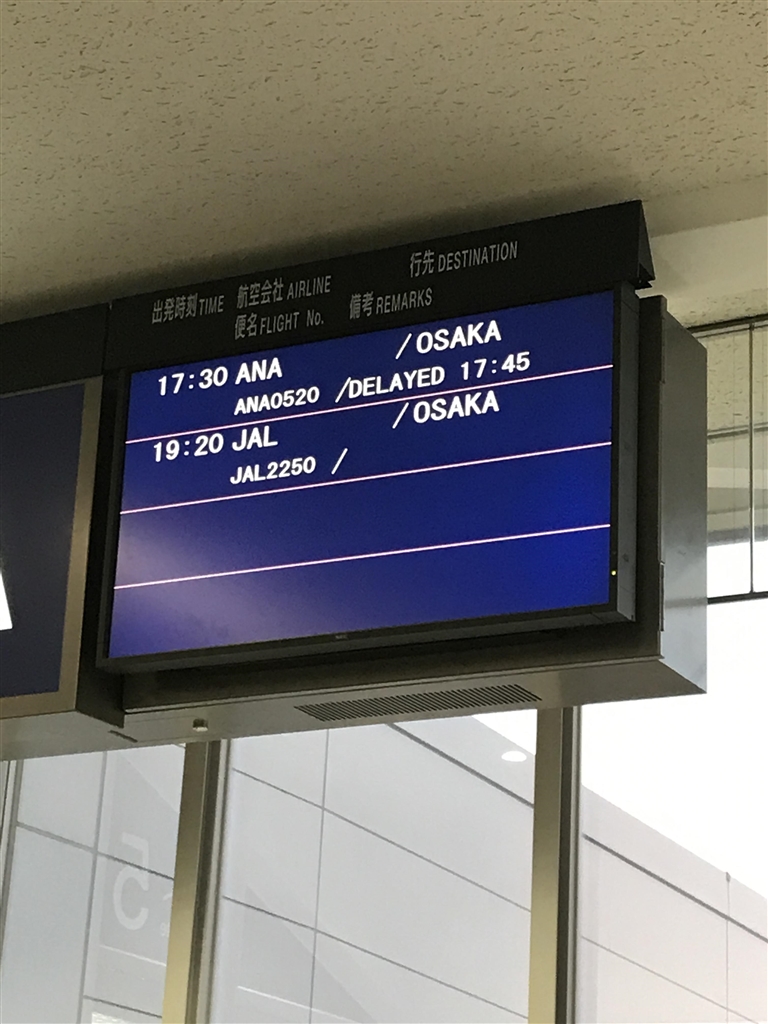 出発時刻 TIME 航空会社 AIRLINE 行先 DESTINATION
便名 FLIGHT No. 備考 REMARKS
17:30 ANA /OSAKA
ANA0520 /DELAYED 17:45
19:20 JAL /OSAKA
JAL2250 /
5